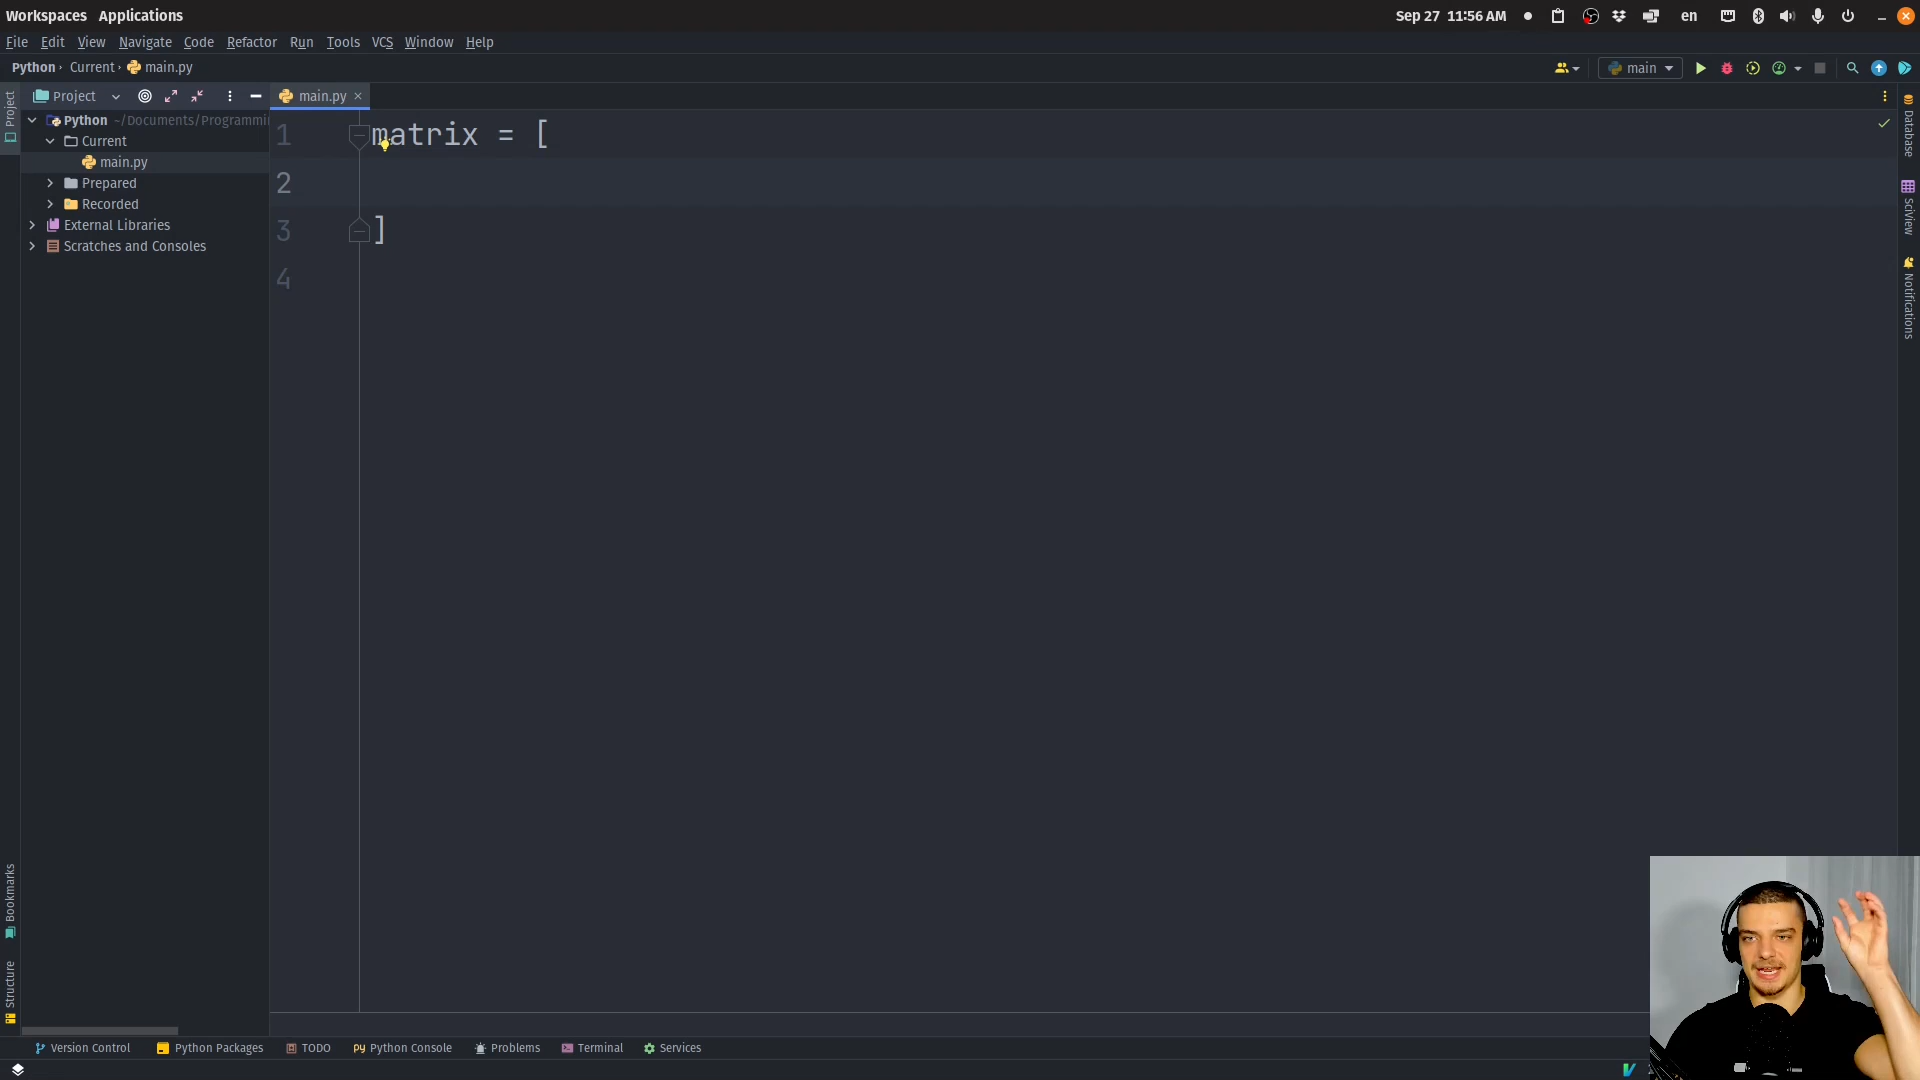 Workspaces Applications Sep 27 11:56 AM en
File Edit View Navigate Code Refactor Run Tools VCS Window Help
Python Current main.py main
Project main.py
Python ~/Documents/Programmin
Current
main.py
Prepared
Recorded
External Libraries
Scratches and Consoles
1 matrix = [
2
3 ]
4
Project
Bookmarks
Structure
Database
SciView
Notifications
Version Control Python Packages TODO Python Console Problems Terminal Services